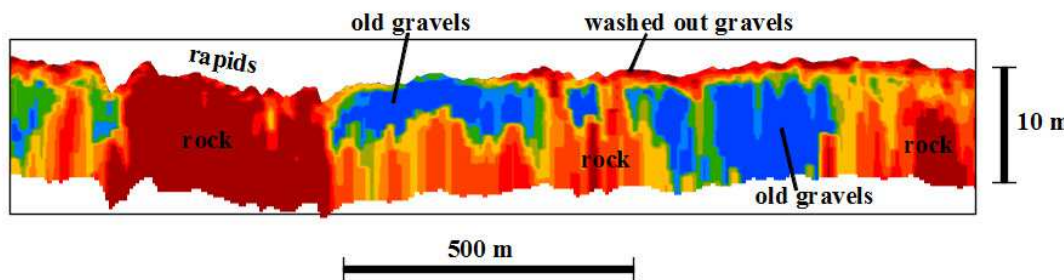 old gravels
washed out gravels
rapids
rock
rock
rock
10 m
old gravels
500 m